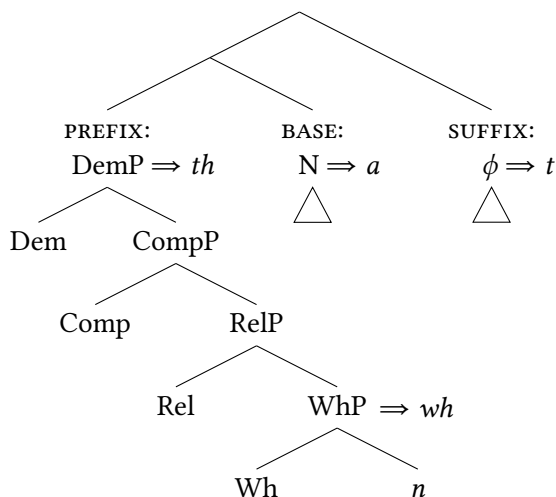 PREFIX: BASE: SUFFIX:
DemP ⇒ th N ⇒ a ϕ ⇒ t
Dem CompP
Comp RelP
Rel WhP ⇒ wh
Wh n